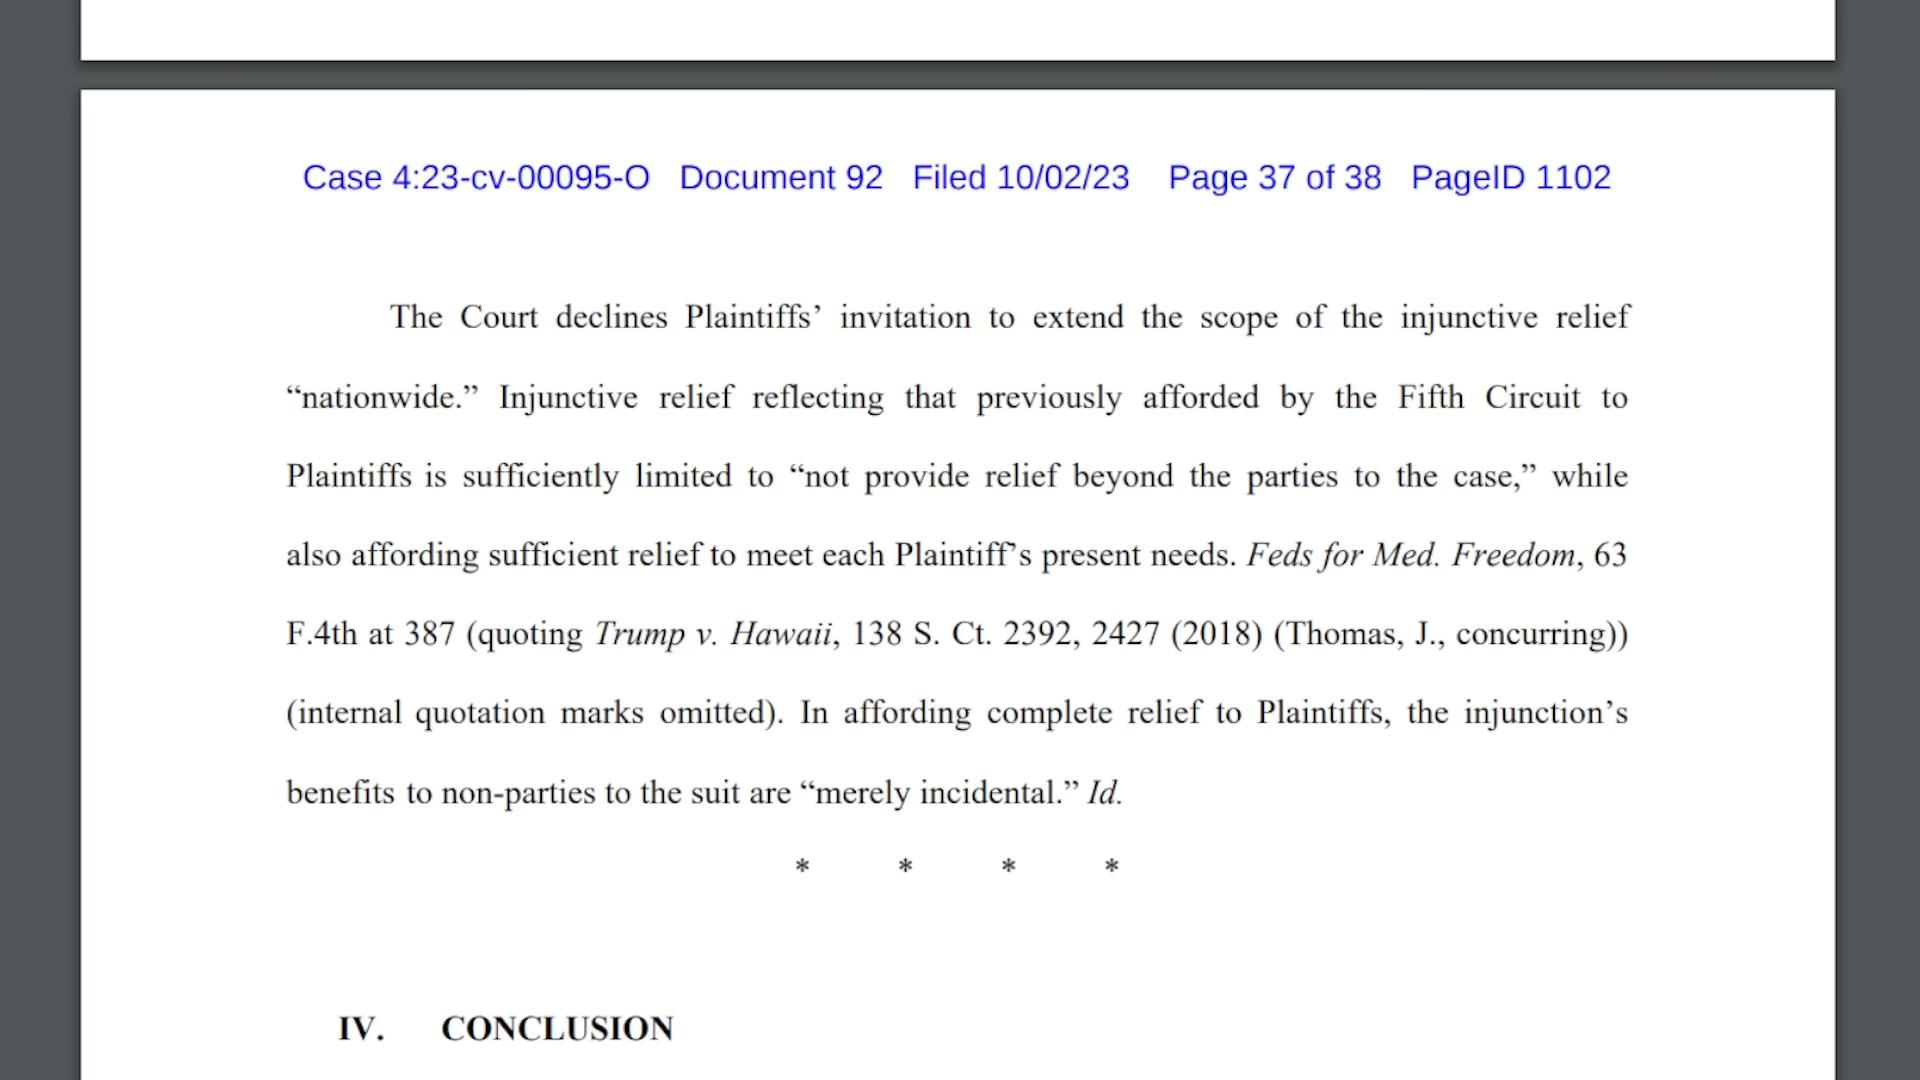 Case 4:23-cv-00095-O   Document 92   Filed 10/02/23   Page 37 of 38   PageID 1102
The Court declines Plaintiffs’ invitation to extend the scope of the injunctive relief
“nationwide.” Injunctive relief reflecting that previously afforded by the Fifth Circuit to
Plaintiffs is sufficiently limited to “not provide relief beyond the parties to the case,” while
also affording sufficient relief to meet each Plaintiff’s present needs. Feds for Med. Freedom, 63
F.4th at 387 (quoting Trump v. Hawaii, 138 S. Ct. 2392, 2427 (2018) (Thomas, J., concurring))
(internal quotation marks omitted). In affording complete relief to Plaintiffs, the injunction’s
benefits to non-parties to the suit are “merely incidental.” Id.
* * * *
IV. CONCLUSION